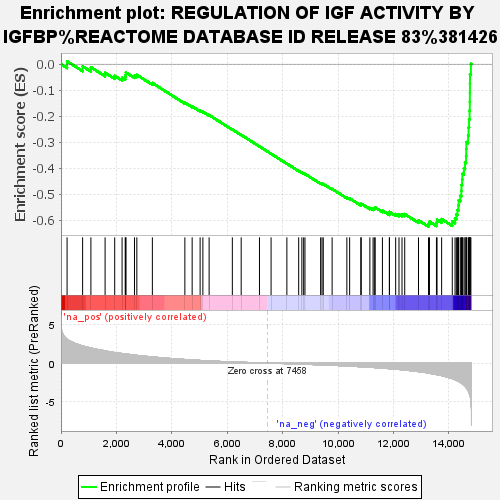 Enrichment plot: REGULATION OF IGF ACTIVITY BY
IGFBP%REACTOME DATABASE ID RELEASE 83%381426
Enrichment score (ES)
0.0
-0.1
-0.2
-0.3
-0.4
-0.5
-0.6
'na_pos' (positively correlated)
Ranked list metric (PreRanked)
5
0
-5
Zero cross at 7458
'na_neg' (negatively correlated)
0
2,000
4,000
6,000
8,000
10,000
12,000
14,000
Rank in Ordered Dataset
Enrichment profile
Hits
Ranking metric scores